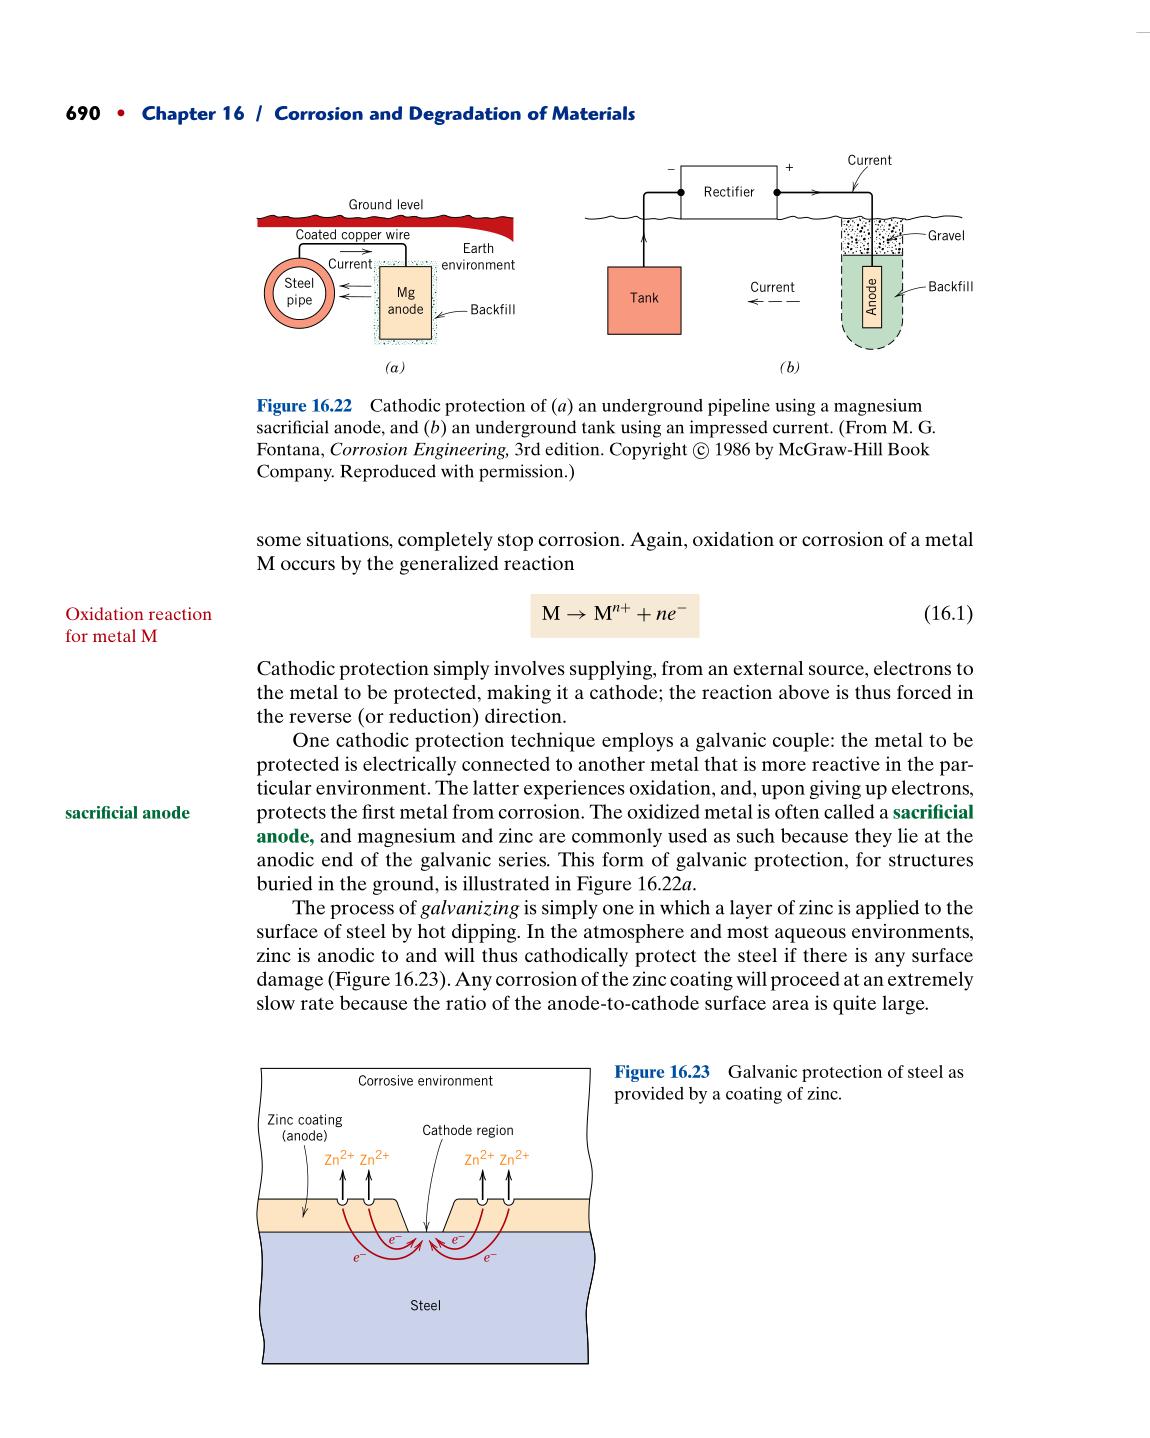 690 • Chapter 16 / Corrosion and Degradation of Materials
Ground level
Coated copper wire
Current
Earth
environment
Steel
pipe
Mg
anode
Backfill
(a)
−
Rectifier
+
Current
Gravel
Tank
Current
Anode
Backfill
(b)
Figure 16.22 Cathodic protection of (a) an underground pipeline using a magnesium
sacrificial anode, and (b) an underground tank using an impressed current. (From M. G.
Fontana, Corrosion Engineering, 3rd edition. Copyright © 1986 by McGraw-Hill Book
Company. Reproduced with permission.)
some situations, completely stop corrosion. Again, oxidation or corrosion of a metal
M occurs by the generalized reaction
Oxidation reaction
for metal M
M → Mⁿ⁺ + ne⁻ (16.1)
Cathodic protection simply involves supplying, from an external source, electrons to
the metal to be protected, making it a cathode; the reaction above is thus forced in
the reverse (or reduction) direction.
One cathodic protection technique employs a galvanic couple: the metal to be
protected is electrically connected to another metal that is more reactive in the par-
ticular environment. The latter experiences oxidation, and, upon giving up electrons,
sacrificial anode
protects the first metal from corrosion. The oxidized metal is often called a sacrificial
anode, and magnesium and zinc are commonly used as such because they lie at the
anodic end of the galvanic series. This form of galvanic protection, for structures
buried in the ground, is illustrated in Figure 16.22a.
The process of galvanizing is simply one in which a layer of zinc is applied to the
surface of steel by hot dipping. In the atmosphere and most aqueous environments,
zinc is anodic to and will thus cathodically protect the steel if there is any surface
damage (Figure 16.23). Any corrosion of the zinc coating will proceed at an extremely
slow rate because the ratio of the anode-to-cathode surface area is quite large.
Corrosive environment
Zinc coating
(anode)
Cathode region
Zn²⁺ Zn²⁺ Zn²⁺ Zn²⁺
e⁻ e⁻
e⁻ e⁻
Steel
Figure 16.23 Galvanic protection of steel as
provided by a coating of zinc.